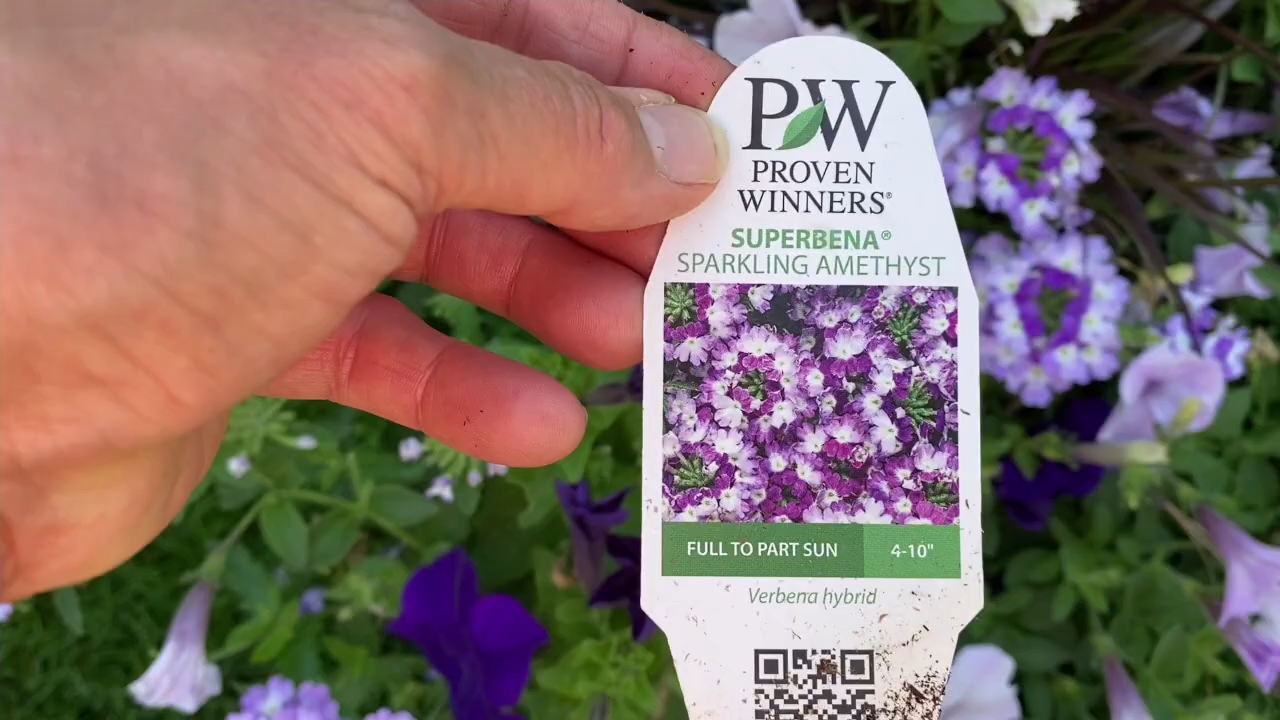 PW
PROVEN
WINNERS®
SUPERBENA®
SPARKLING AMETHYST
FULL TO PART SUN 4-10"
Verbena hybrid